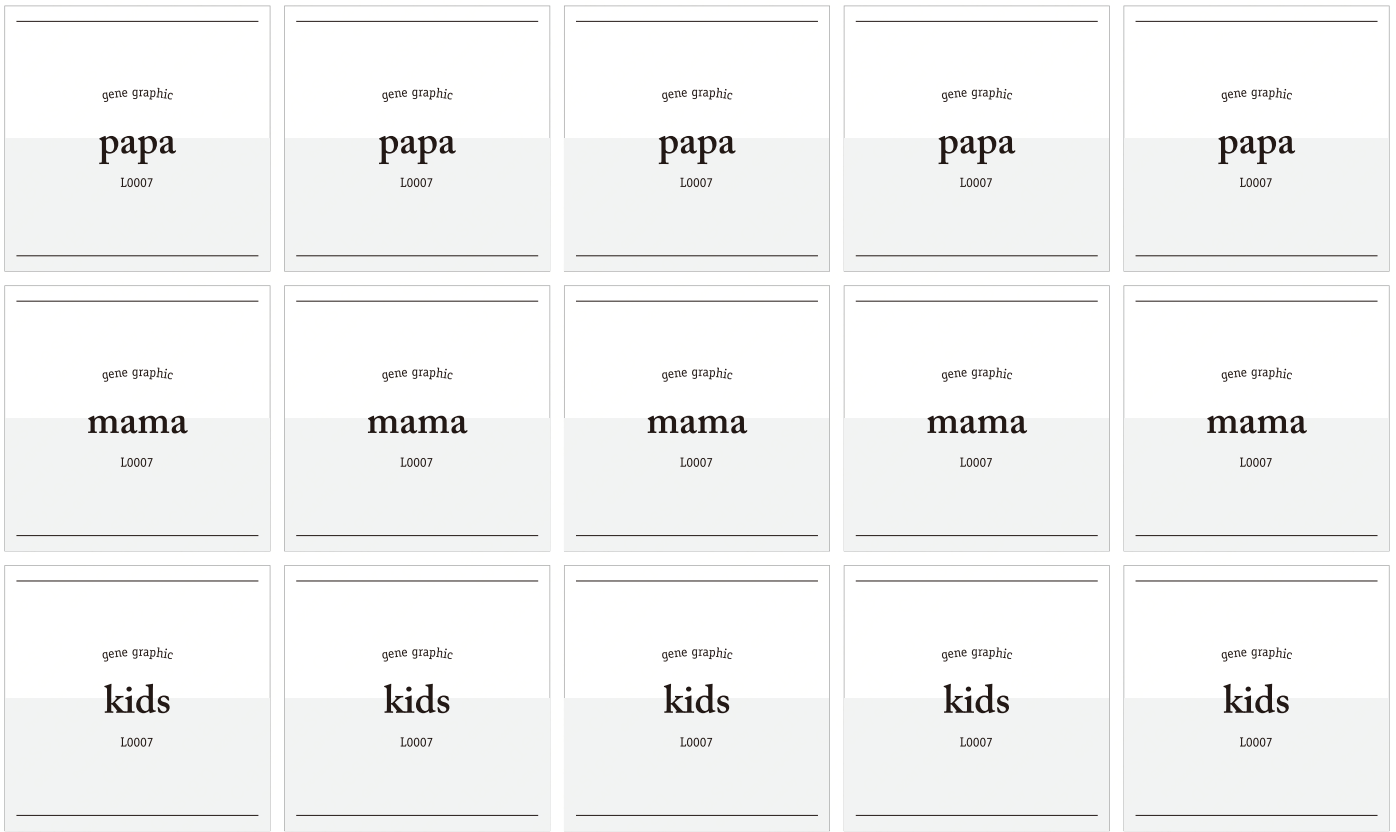 gene graphic gene graphic gene graphic gene graphic gene graphic
papa papa papa papa papa
L0007 L0007 L0007 L0007 L0007
gene graphic gene graphic gene graphic gene graphic gene graphic
mama mama mama mama mama
L0007 L0007 L0007 L0007 L0007
gene graphic gene graphic gene graphic gene graphic gene graphic
kids kids kids kids kids
L0007 L0007 L0007 L0007 L0007